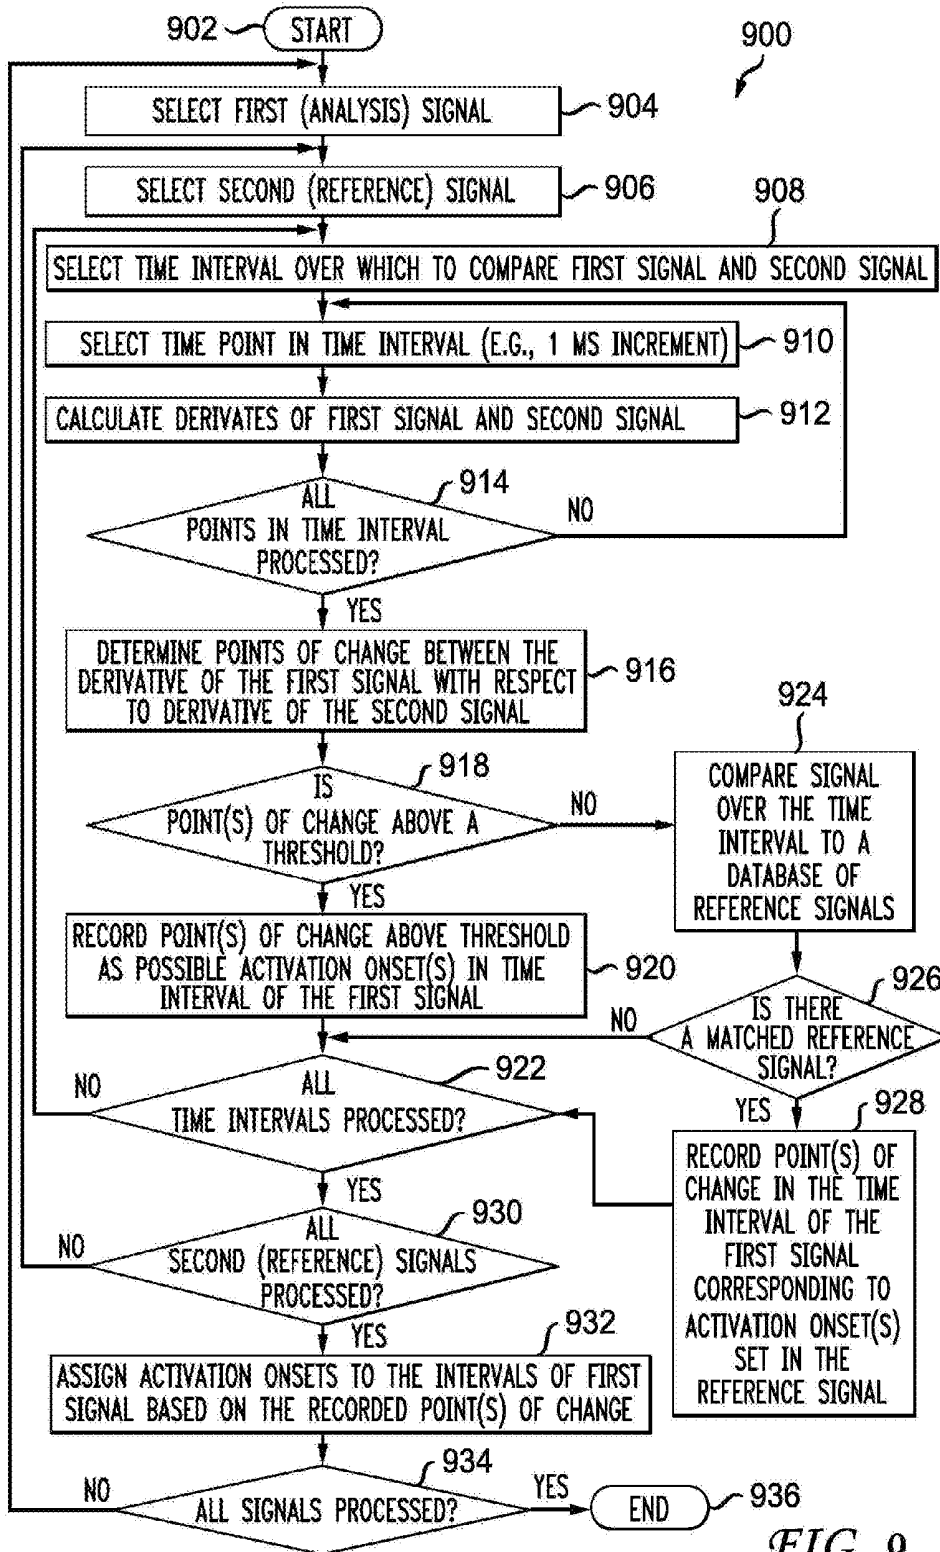 902
START
900
SELECT FIRST (ANALYSIS) SIGNAL
904
SELECT SECOND (REFERENCE) SIGNAL
906
908
SELECT TIME INTERVAL OVER WHICH TO COMPARE FIRST SIGNAL AND SECOND SIGNAL
SELECT TIME POINT IN TIME INTERVAL (E.G., 1 MS INCREMENT)
910
CALCULATE DERIVATES OF FIRST SIGNAL AND SECOND SIGNAL
912
914
ALL
POINTS IN TIME INTERVAL
PROCESSED?
NO
YES
DETERMINE POINTS OF CHANGE BETWEEN THE
DERIVATIVE OF THE FIRST SIGNAL WITH RESPECT
TO DERIVATIVE OF THE SECOND SIGNAL
916
918
IS
POINT(S) OF CHANGE ABOVE A
THRESHOLD?
NO
YES
924
COMPARE SIGNAL
OVER THE TIME
INTERVAL TO A
DATABASE OF
REFERENCE SIGNALS
RECORD POINT(S) OF CHANGE ABOVE THRESHOLD
AS POSSIBLE ACTIVATION ONSET(S) IN TIME
INTERVAL OF THE FIRST SIGNAL
920
926
IS THERE
A MATCHED REFERENCE
SIGNAL?
NO
YES
922
ALL
TIME INTERVALS PROCESSED?
NO
YES
928
RECORD POINT(S) OF
CHANGE IN THE TIME
INTERVAL OF THE
FIRST SIGNAL
CORRESPONDING TO
ACTIVATION ONSET(S)
SET IN THE
REFERENCE SIGNAL
930
ALL
SECOND (REFERENCE) SIGNALS
PROCESSED?
NO
YES
932
ASSIGN ACTIVATION ONSETS TO THE INTERVALS OF FIRST
SIGNAL BASED ON THE RECORDED POINT(S) OF CHANGE
934
ALL SIGNALS PROCESSED?
NO
YES
END
936
FIG. 9